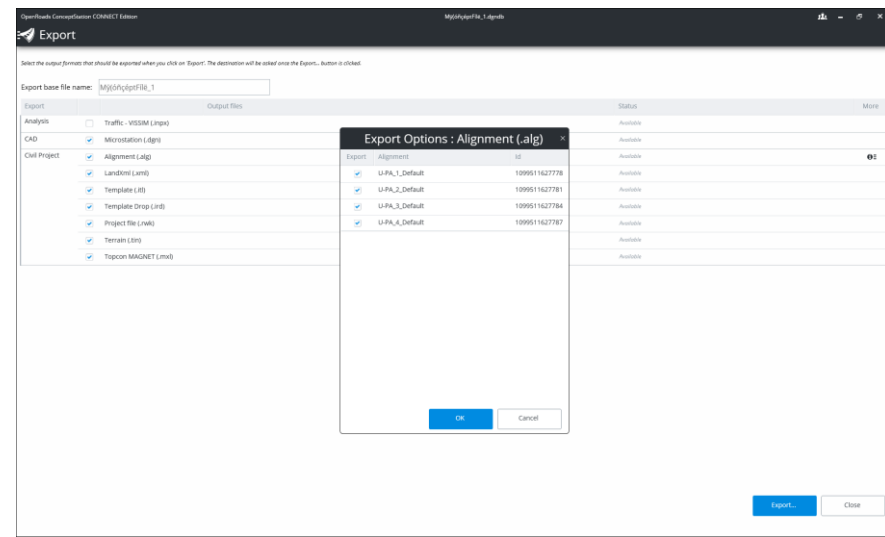 OpenRoads ConceptStation CONNECT Edition
Export
Select the output formats that should be exported when you click on 'Export'. The destination will be asked once the Export... button is clicked.
Export base file name:
Export Output files Status More
Analysis Traffic - VISSIM (.inpx) Available
CAD Microstation (.dgn) Available
Civil Project Alignment (.alg) Available
LandXml (.xml) Available
Template (.itl) Available
Template Drop (.ird) Available
Project file (.rwk) Available
Terrain (.tin) Available
Topcon MAGNET (.mxl) Available
Export Options : Alignment (.alg)
Export Alignment Id
U-PA_1_Default 1099511627778
U-PA_2_Default 1099511627781
U-PA_3_Default 1099511627784
U-PA_4_Default 1099511627787
OK Cancel
Export... Close